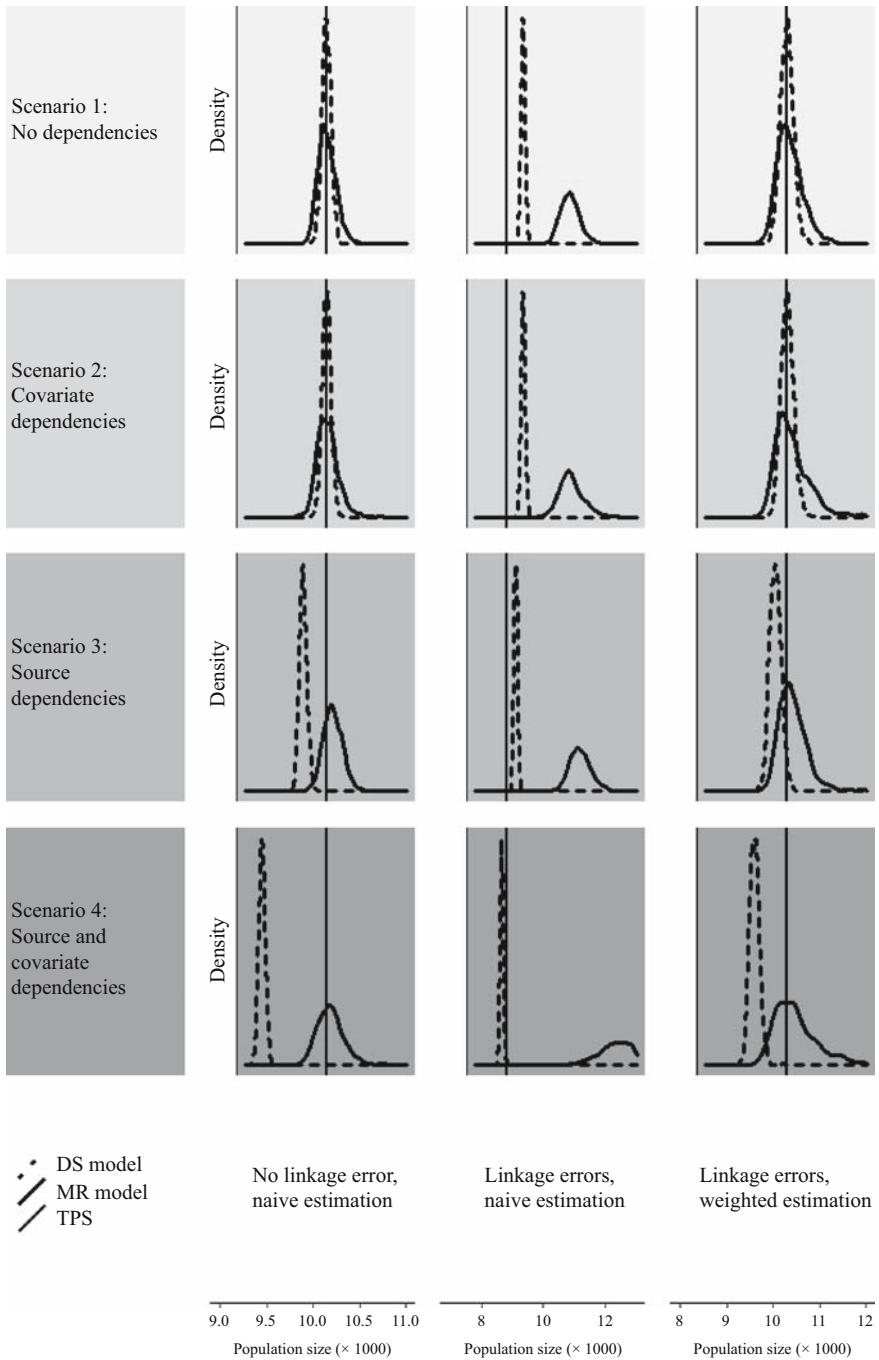 Scenario 1:
No dependencies
Density
Scenario 2:
Covariate
dependencies
Density
Scenario 3:
Source
dependencies
Density
Scenario 4:
Source and
covariate
dependencies
Density
DS model
MR model
TPS
No linkage error,
naive estimation
Linkage errors,
naive estimation
Linkage errors,
weighted estimation
9.0 9.5 10.0 10.5 11.0
Population size (× 1000)
8 10 12
Population size (× 1000)
8 9 10 11 12
Population size (× 1000)